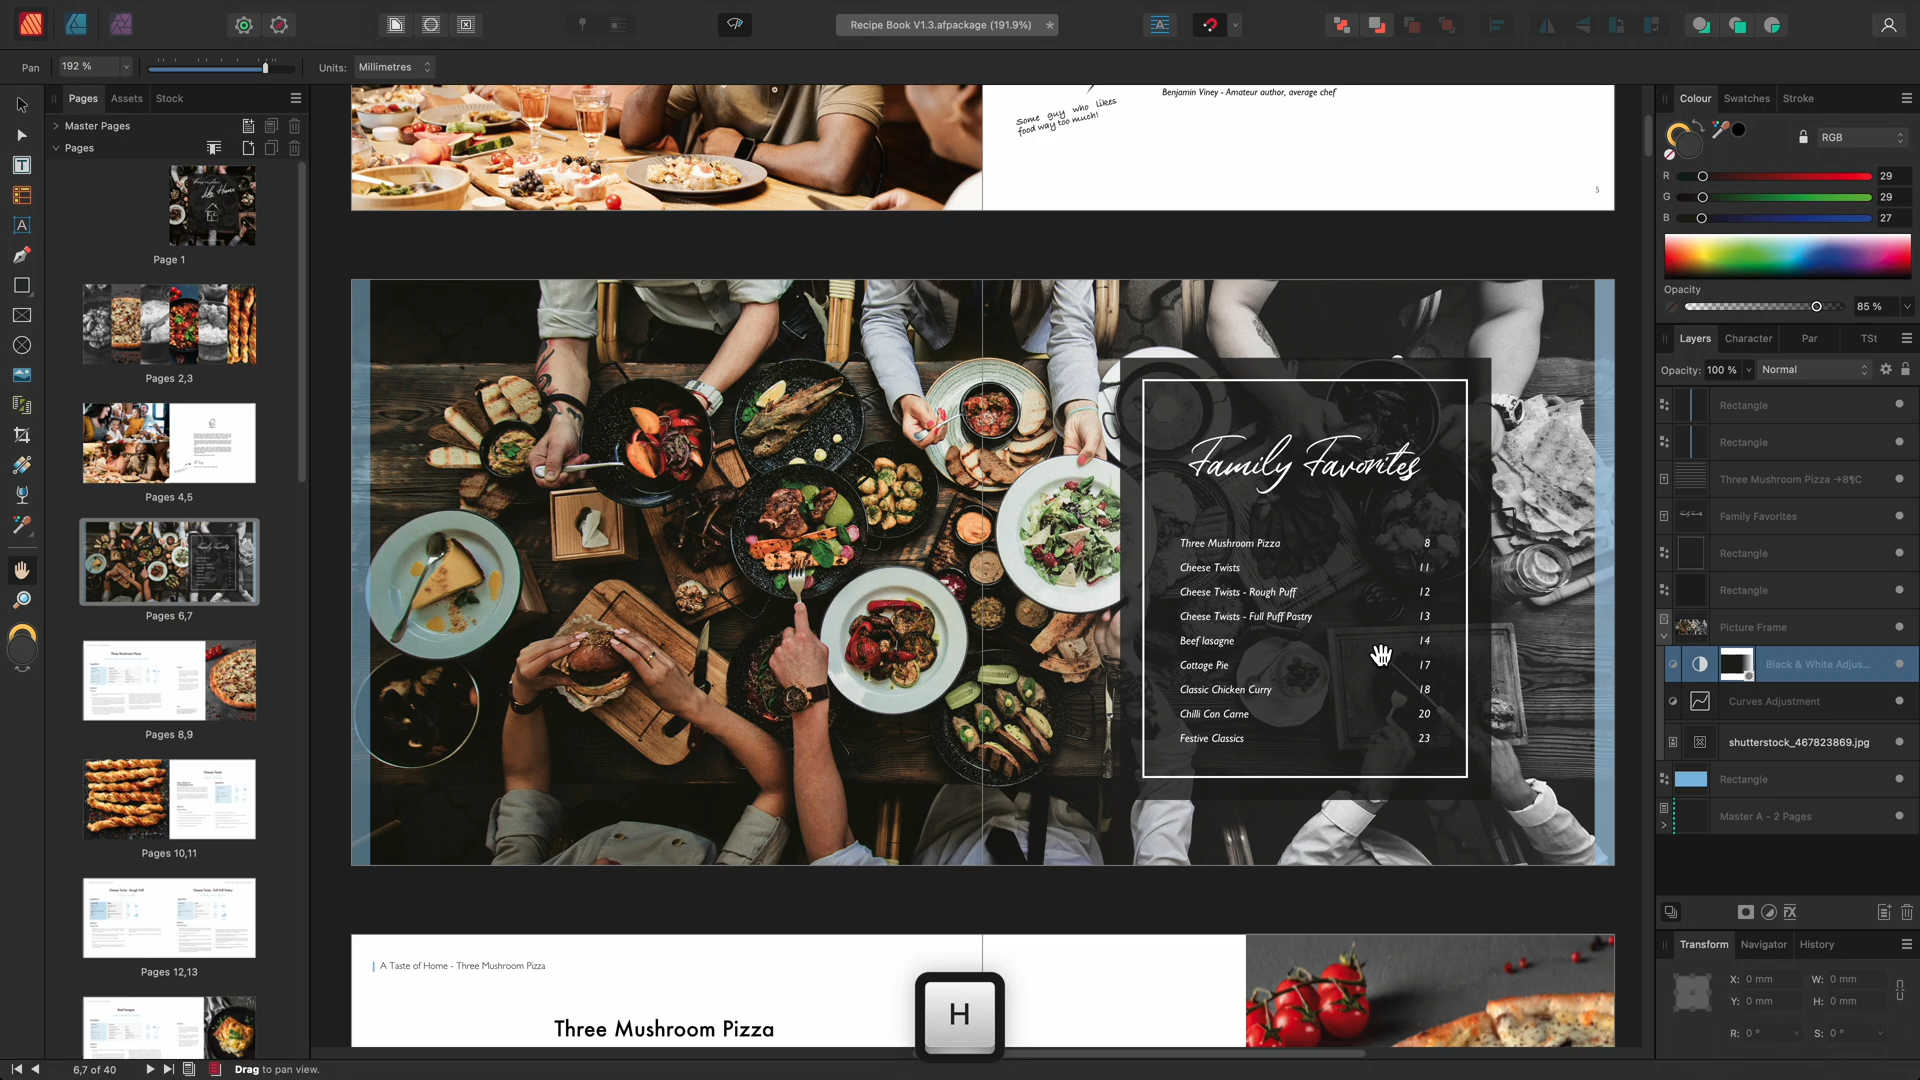 Recipe Book V1.3.afpackage (191.9%)
Pan
192 %
Units:
Millimetres
Pages
Assets
Stock
Master Pages
Pages
Page 1
Pages 2,3
Pages 4,5
Pages 6,7
Pages 8,9
Pages 10,11
Pages 12,13
Some guy who likes
food way too much!
Benjamin Viney - Amateur author, average chef
5
Family Favorites
Three Mushroom Pizza 8
Cheese Twists 11
Cheese Twists - Rough Puff 12
Cheese Twists - Full Puff Pastry 13
Beef lasagne 14
Cottage Pie 17
Classic Chicken Curry 18
Chilli Con Carne 20
Festive Classics 23
A Taste of Home - Three Mushroom Pizza
Three Mushroom Pizza
H
Colour
Swatches
Stroke
RGB
R 29
G 29
B 27
Opacity
85 %
Layers
Character
Par
TSt
Opacity: 100 %
Normal
Rectangle
Rectangle
Three Mushroom Pizza →8¶C
Family Favorites
Rectangle
Rectangle
Picture Frame
Black & White Adjus...
Curves Adjustment
shutterstock_467823869.jpg
Rectangle
Master A - 2 Pages
Transform
Navigator
History
X: 0 mm
W: 0 mm
Y: 0 mm
H: 0 mm
R: 0 °
S: 0 °
6,7 of 40
Drag to pan view.